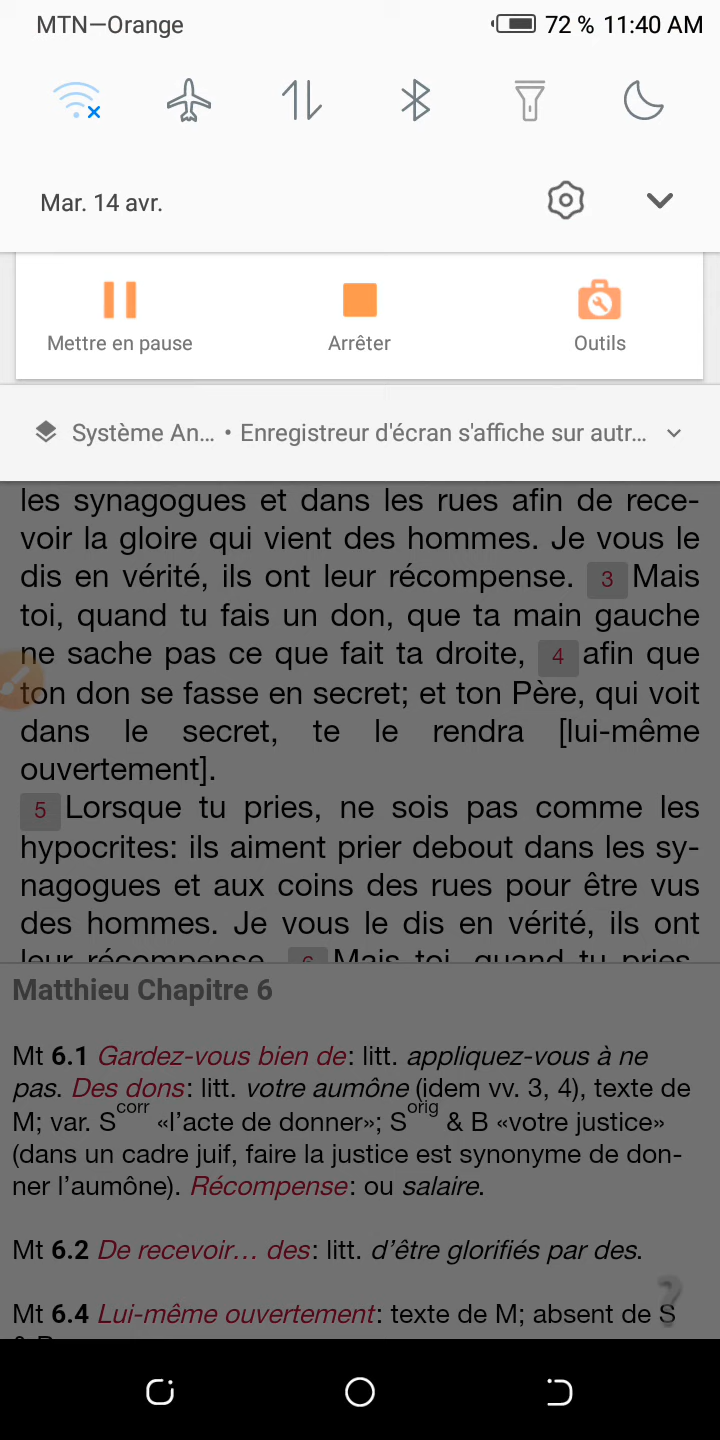 MTN—Orange 72 % 11:40 AM
Mar. 14 avr.
Mettre en pause Arrêter Outils
Système An... • Enregistreur d'écran s'affiche sur autr...
les synagogues et dans les rues afin de rece-
voir la gloire qui vient des hommes. Je vous le
dis en vérité, ils ont leur récompense. 3 Mais
toi, quand tu fais un don, que ta main gauche
ne sache pas ce que fait ta droite, 4 afin que
ton don se fasse en secret; et ton Père, qui voit
dans le secret, te le rendra [lui-même
ouvertement].
5 Lorsque tu pries, ne sois pas comme les
hypocrites: ils aiment prier debout dans les sy-
nagogues et aux coins des rues pour être vus
des hommes. Je vous le dis en vérité, ils ont
leur récompense. 6 Mais toi, quand tu pries,
Matthieu Chapitre 6
Mt 6.1 Gardez-vous bien de: litt. appliquez-vous à ne
pas. Des dons: litt. votre aumône (idem vv. 3, 4), texte de
M; var. Scorr «l’acte de donner»; Sorig & B «votre justice»
(dans un cadre juif, faire la justice est synonyme de don-
ner l’aumône). Récompense: ou salaire.
Mt 6.2 De recevoir… des: litt. d’être glorifiés par des.
Mt 6.4 Lui-même ouvertement: texte de M; absent de S